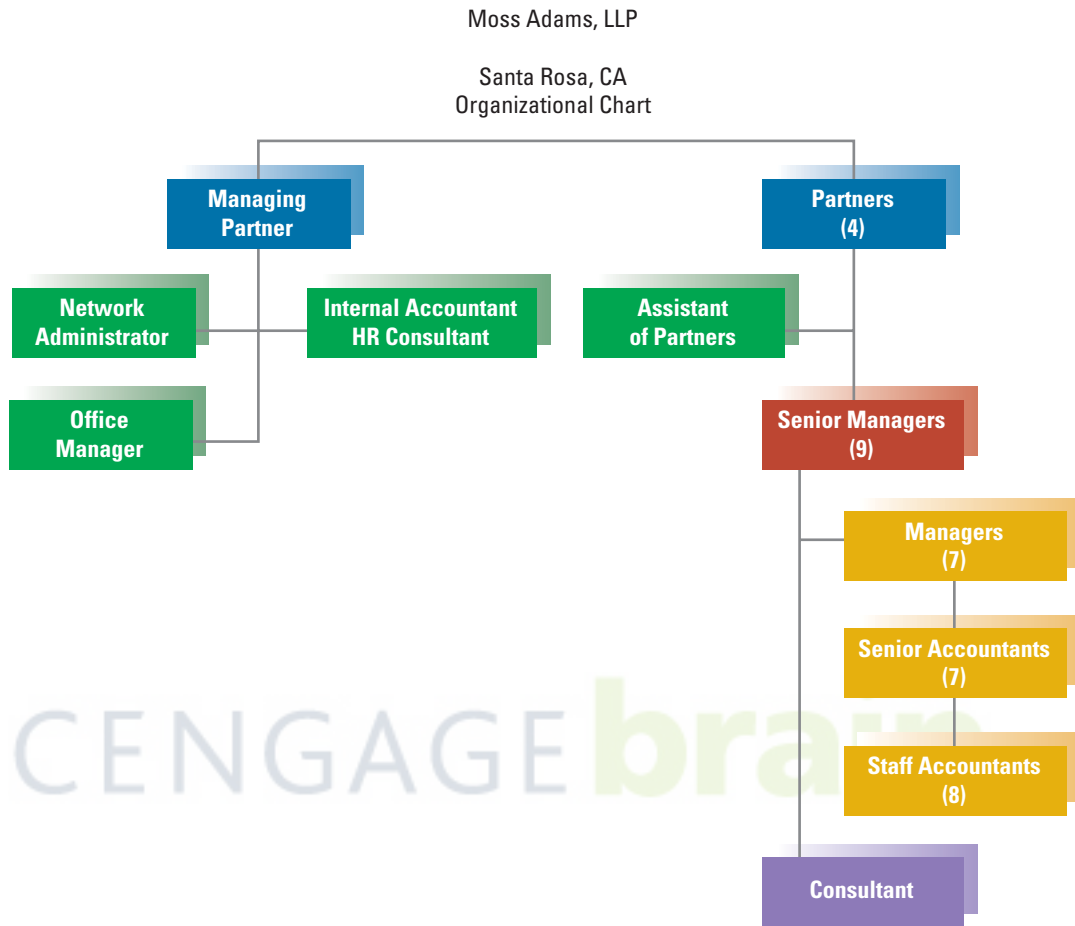 Moss Adams, LLP
Santa Rosa, CA
Organizational Chart
Managing
Partner
Partners
(4)
Network
Administrator
Internal Accountant
HR Consultant
Assistant
of Partners
Office
Manager
Senior Managers
(9)
Managers
(7)
Senior Accountants
(7)
Staff Accountants
(8)
Consultant
CENGAGEbrain